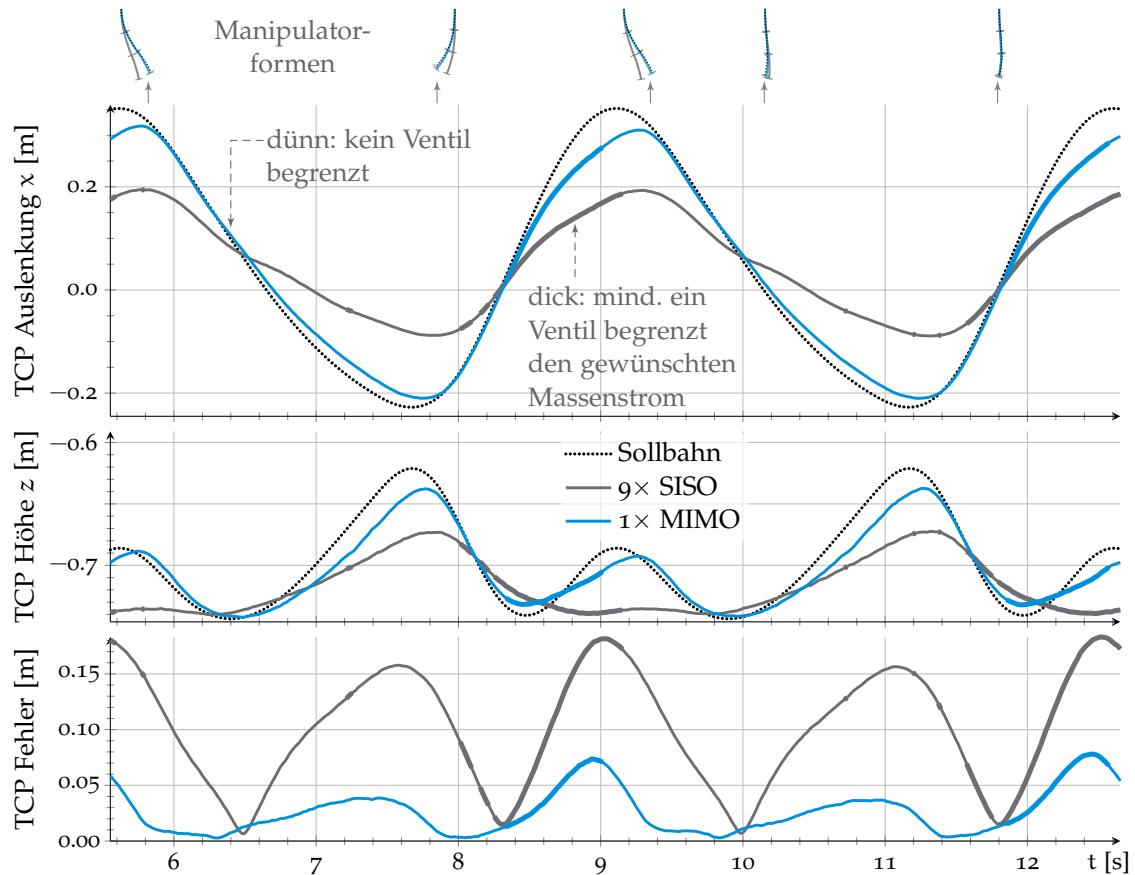 Manipulator-
formen
TCP Auslenkung x [m]
0.2
0.0
−0.2
dünn: kein Ventil
begrenzt
dick: mind. ein
Ventil begrenzt
den gewünschten
Massenstrom
TCP Höhe z [m]
−0.6
−0.7
Sollbahn
9× SISO
1× MIMO
TCP Fehler [m]
0.15
0.10
0.05
0.00
6 7 8 9 10 11 12 t [s]